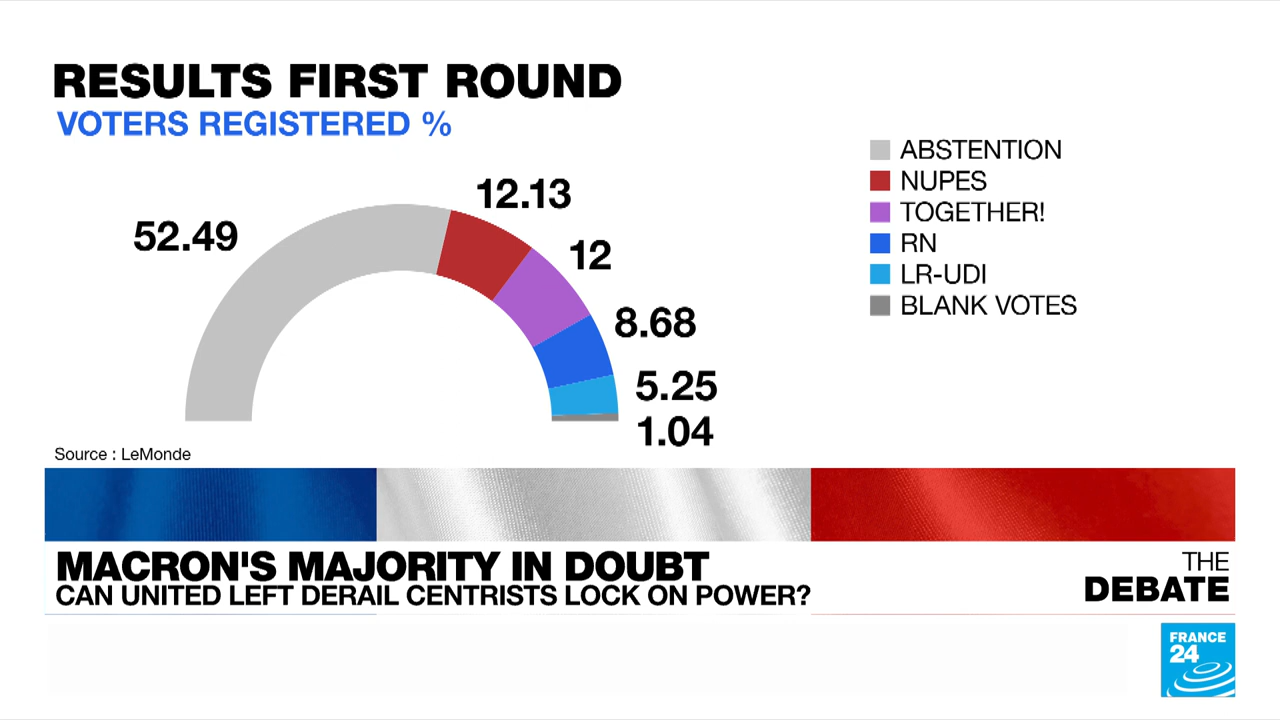 RESULTS FIRST ROUND
VOTERS REGISTERED %
52.49
12.13
12
8.68
5.25
1.04
ABSTENTION
NUPES
TOGETHER!
RN
LR-UDI
BLANK VOTES
Source : LeMonde
MACRON'S MAJORITY IN DOUBT
CAN UNITED LEFT DERAIL CENTRISTS LOCK ON POWER?
THE
DEBATE
FRANCE
24